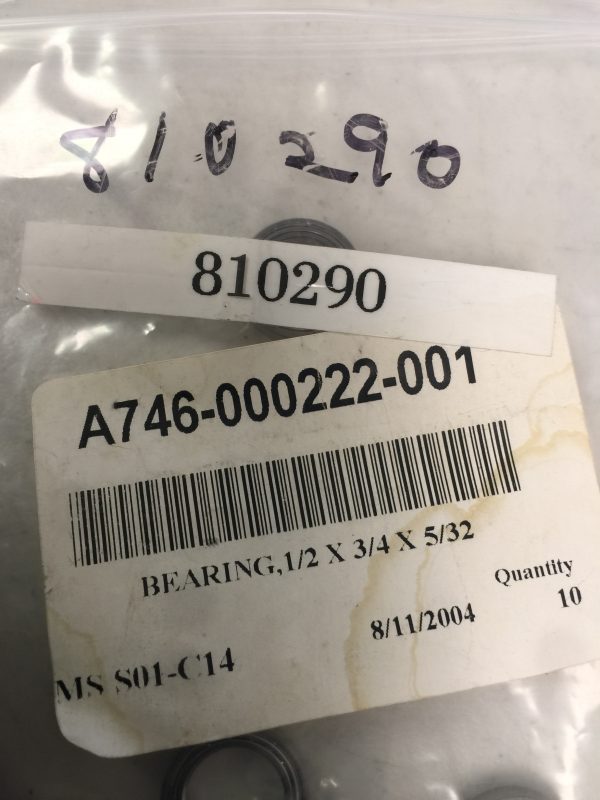 810290
810290
A746-000222-001
BEARING,1/2 X 3/4 X 5/32
Quantity
8/11/2004 10
MS S01-C14